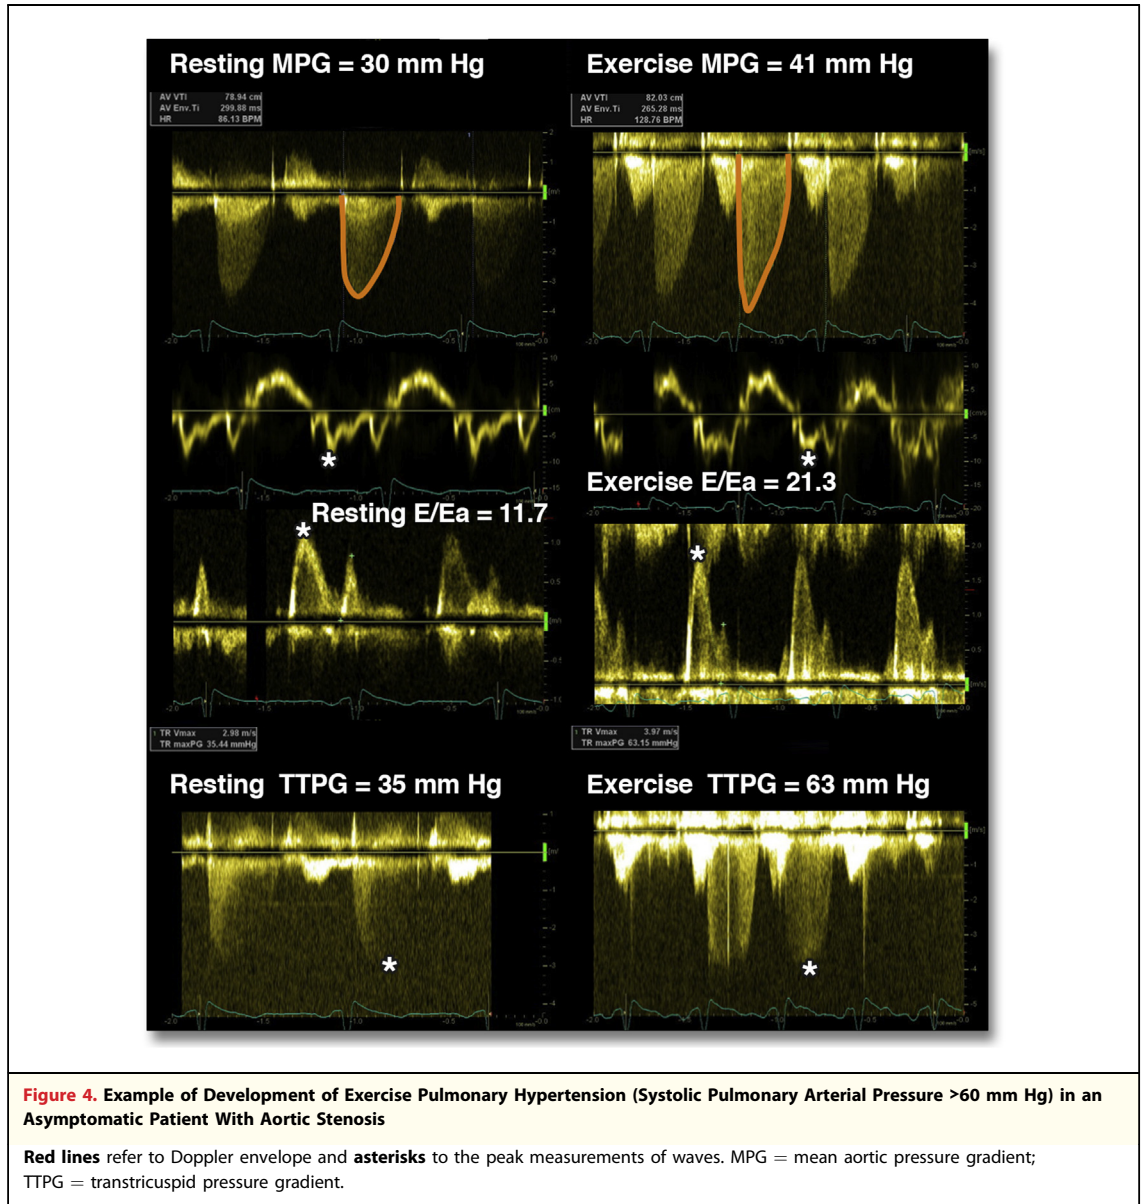 Resting MPG = 30 mm Hg
Exercise MPG = 41 mm Hg
AV VTI 78.94 cm
AV Env.Ti 299.88 ms
HR 86.13 BPM
AV VTI 82.03 cm
AV Env.Ti 265.28 ms
HR 128.76 BPM
Exercise E/Ea = 21.3
Resting E/Ea = 11.7
1 TR Vmax 2.98 m/s
TR maxPG 35.44 mmHg
1 TR Vmax 3.97 m/s
TR maxPG 63.15 mmHg
Resting TTPG = 35 mm Hg
Exercise TTPG = 63 mm Hg
Figure 4. Example of Development of Exercise Pulmonary Hypertension (Systolic Pulmonary Arterial Pressure >60 mm Hg) in an
Asymptomatic Patient With Aortic Stenosis
Red lines refer to Doppler envelope and asterisks to the peak measurements of waves. MPG = mean aortic pressure gradient;
TTPG = transtricuspid pressure gradient.